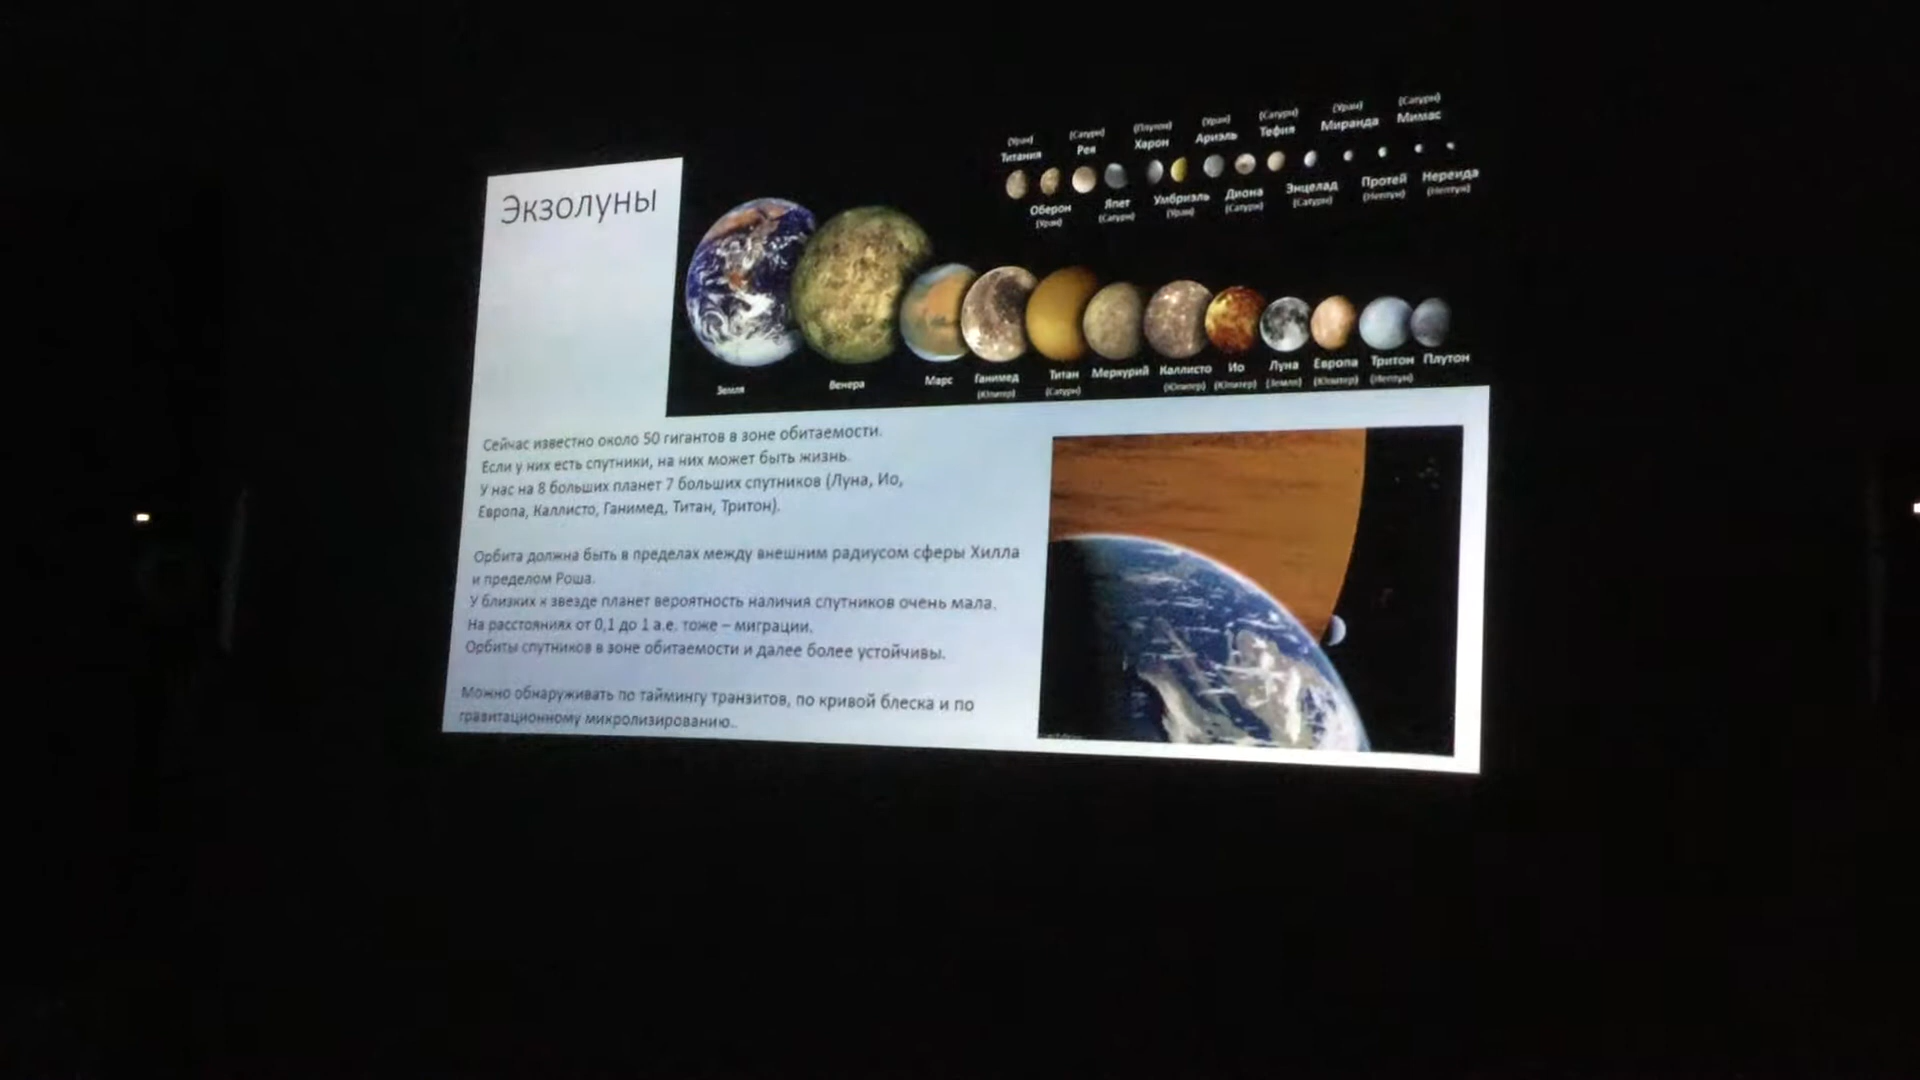 Экзолуны
(Уран) (Сатурн) (Плутон) (Уран) (Сатурн) (Уран) (Сатурн)
Титания Рея Харон Ариэль Тефия Миранда Мимас
Оберон Япет Умбриэль Диона Энцелад Протей Нереида
(Уран) (Сатурн) (Уран) (Сатурн) (Сатурн) (Нептун) (Нептун)
Земля Венера Марс Ганимед Титан Меркурий Каллисто Ио Луна Европа Тритон Плутон
(Юпитер) (Сатурн) (Юпитер) (Юпитер) (Земля) (Юпитер) (Нептун)
Сейчас известно около 50 гигантов в зоне обитаемости.
Если у них есть спутники, на них может быть жизнь.
У нас на 8 больших планет 7 больших спутников (Луна, Ио,
Европа, Каллисто, Ганимед, Титан, Тритон).
Орбита должна быть в пределах между внешним радиусом сферы Хилла
и пределом Роша.
У близких к звезде планет вероятность наличия спутников очень мала.
На расстояниях от 0,1 до 1 а.е. тоже – миграции.
Орбиты спутников в зоне обитаемости и далее более устойчивы.
Можно обнаруживать по таймингу транзитов, по кривой блеска и по
гравитационному микролизированию.